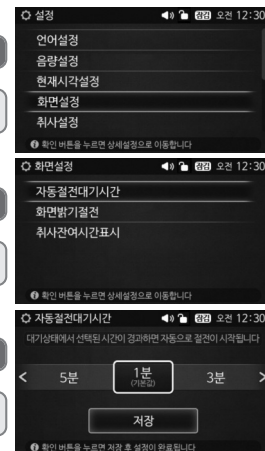 설정 잠김 오전 12:30
언어설정
음량설정
현재시각설정
화면설정
취사설정
확인 버튼을 누르면 상세설정으로 이동합니다
화면설정 잠김 오전 12:30
자동절전대기시간
화면밝기절전
취사잔여시간표시
확인 버튼을 누르면 상세설정으로 이동합니다
자동절전대기시간 잠김 오전 12:30
대기상태에서 선택된 시간이 경과하면 자동으로 절전이 시작됩니다
< 5분 1분 3분 >
(기본값)
저장
확인 버튼을 누르면 저장 후 설정이 완료됩니다